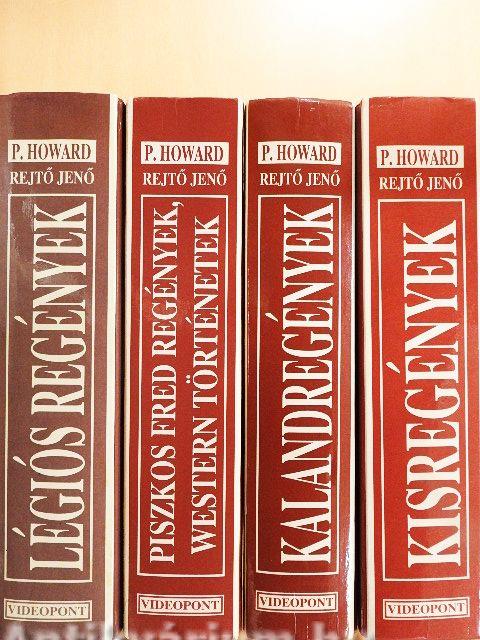 P. HOWARD
REJTŐ JENŐ
LÉGIÓS REGÉNYEK
VIDEOPONT
P. HOWARD
REJTŐ JENŐ
PISZKOS FRED REGÉNYEK,
WESTERN TÖRTÉNETEK
VIDEOPONT
P. HOWARD
REJTŐ JENŐ
KALANDREGÉNYEK
VIDEOPONT
P. HOWARD
REJTŐ JENŐ
KISREGÉNYEK
VIDEOPONT